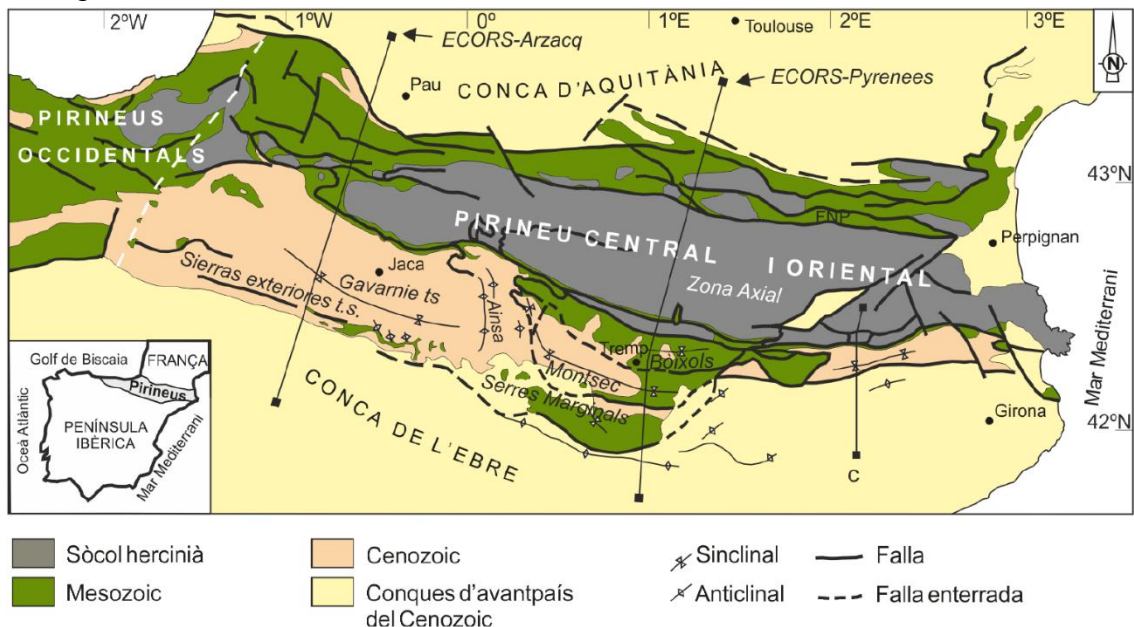 2ºW
1ºW
0º
1ºE
2ºE
3ºE
Toulouse
N
ECORS-Arzacq
Pau
CONCA D'AQUITÀNIA
ECORS-Pyrenees
PIRINEUS
OCCIDENTALS
43ºN
FNP
PIRINEU CENTRAL
I ORIENTAL
Zona Axial
Perpignan
Jaca
Gavarnie ts
Sierras exteriores t.s.
Ainsa
Tremp
Bòixols
Montsec
Serres Marginals
CONCA DE L'EBRE
Mar Mediterrani
Girona
42ºN
C
Golf de Biscaia
FRANÇA
Pirineus
Oceà Atlàntic
PENÍNSULA
IBÈRICA
Mar Mediterrani
Sòcol hercinià
Cenozoic
Sinclinal
Falla
Mesozoic
Conques d'avantpaís
del Cenozoic
Anticlinal
Falla enterrada